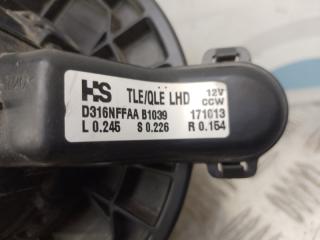 HS TLE/QLE LHD 12V CCW
D316NFFAA B1039 171013
L 0.245 S 0.226 R 0.154